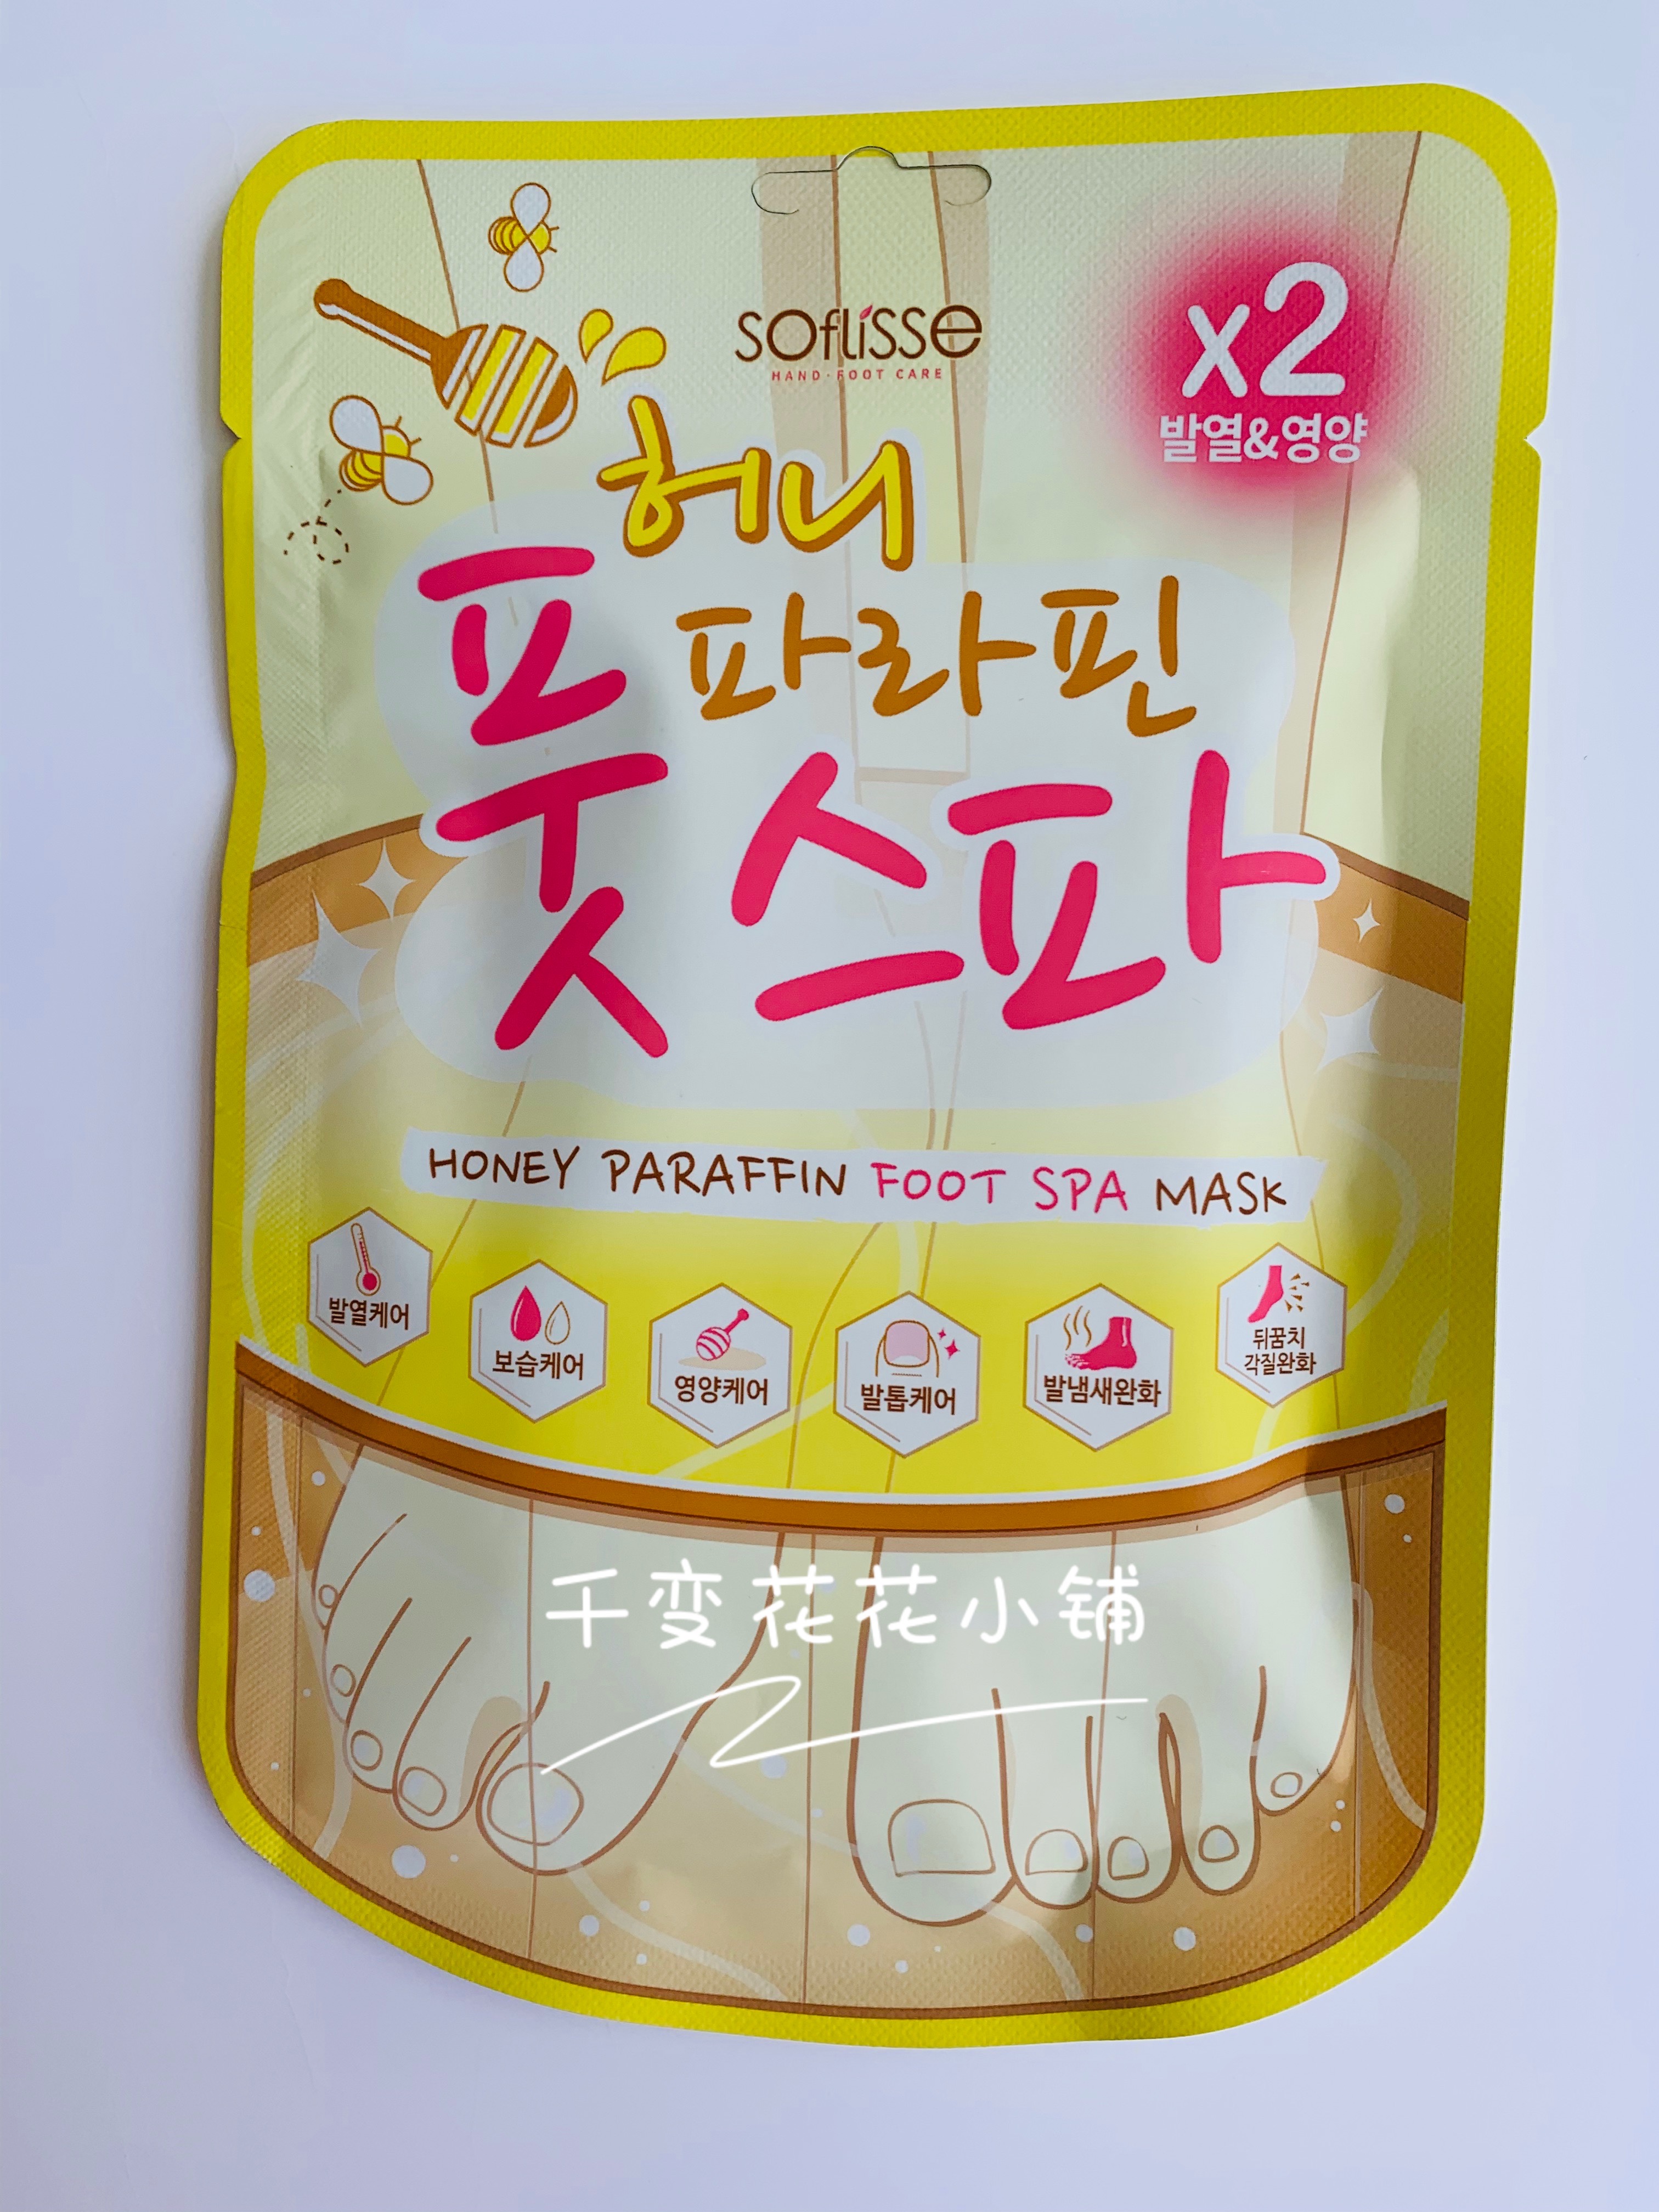 soflisse
HAND·FOOT CARE
x2
발열&영양
허니
파라핀
풋 스파
HONEY PARAFFIN FOOT SPA MASK
발열케어
보습케어
영양케어
발톱케어
발냄새완화
뒤꿈치
각질완화
千变花花小铺